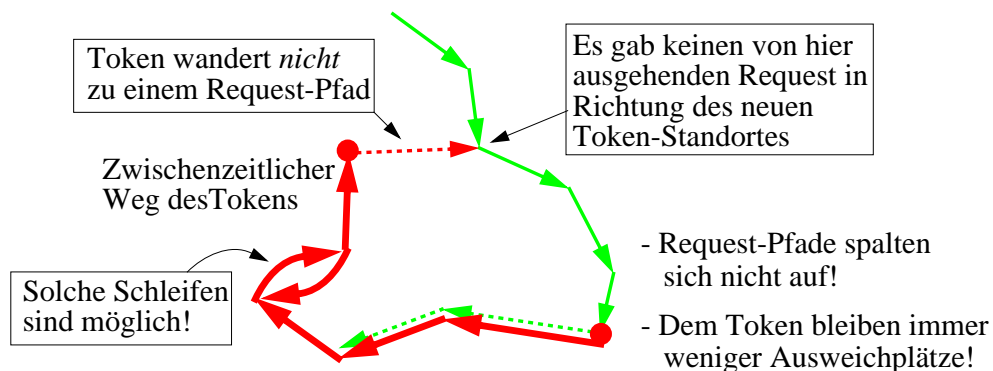 Token wandert nicht
zu einem Request-Pfad
Es gab keinen von hier
ausgehenden Request in
Richtung des neuen
Token-Standortes
Zwischenzeitlicher
Weg desTokens
Solche Schleifen
sind möglich!
- Request-Pfade spalten
sich nicht auf!
- Dem Token bleiben immer
weniger Ausweichplätze!